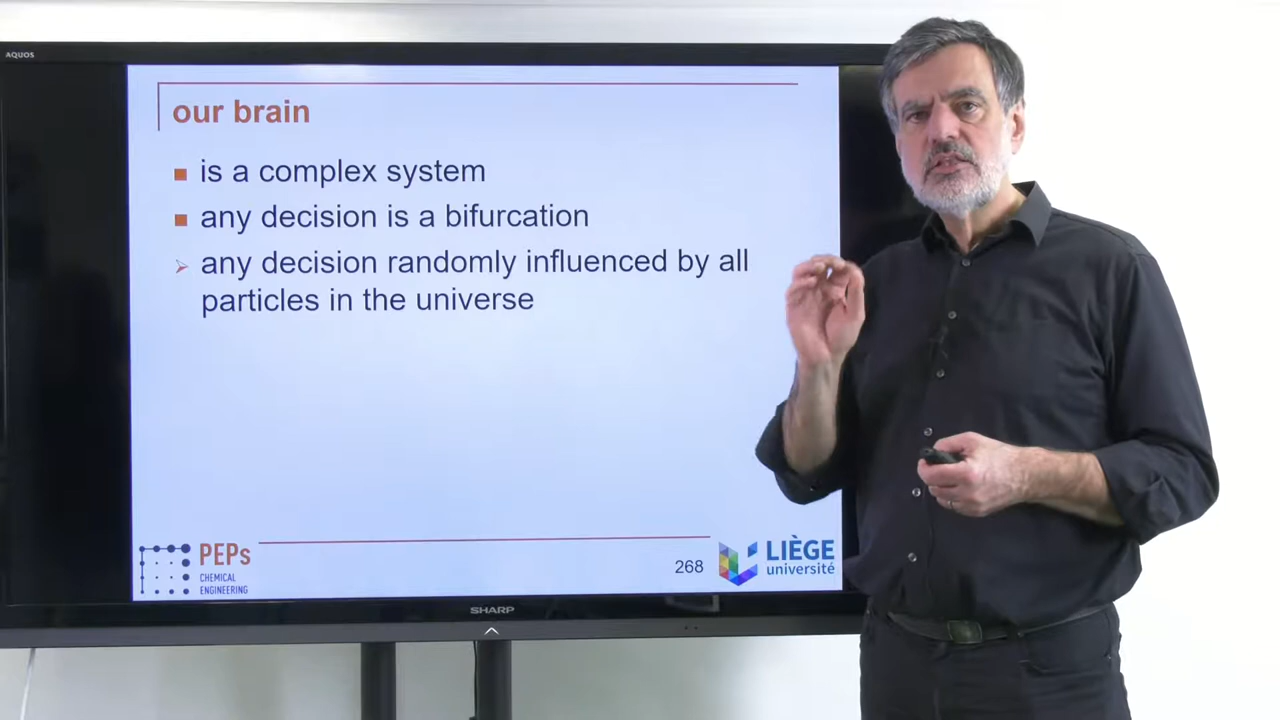 AQUOS
our brain
is a complex system
any decision is a bifurcation
any decision randomly influenced by all
particles in the universe
PEPs
CHEMICAL
ENGINEERING
268
LIÈGE
université
SHARP